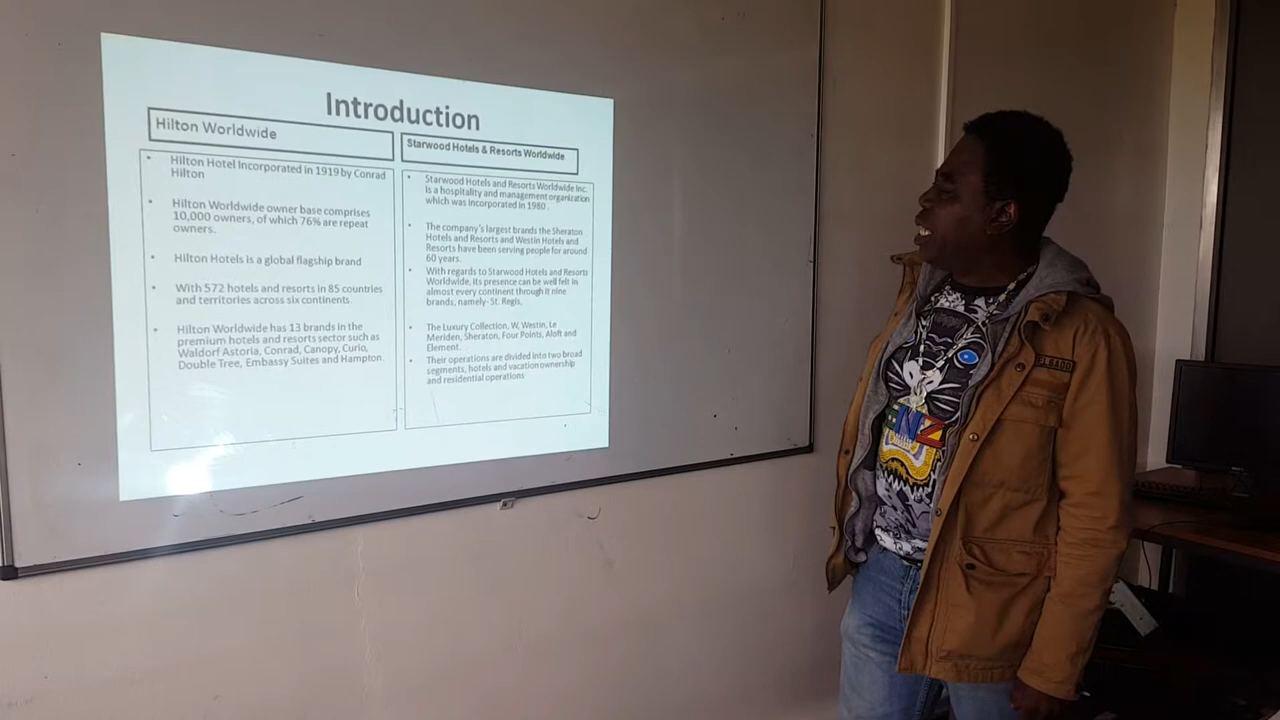 Introduction
Hilton Worldwide
• Hilton Hotel Incorporated in 1919 by Conrad
Hilton
• Hilton Worldwide owner base comprises
10,000 owners, of which 76% are repeat
owners.
• Hilton Hotels is a global flagship brand
• With 572 hotels and resorts in 85 countries
and territories across six continents.
• Hilton Worldwide has 13 brands in the
premium hotels and resorts sector such as
Waldorf Astoria, Conrad, Canopy, Curio,
Double Tree, Embassy Suites and Hampton.
Starwood Hotels & Resorts Worldwide
• Starwood Hotels and Resorts Worldwide Inc.
is a hospitality and management organization
which was incorporated in 1980 .
• The company's largest brands the Sheraton
Hotels and Resorts and Westin Hotels and
Resorts have been serving people for around
60 years.
• With regards to Starwood Hotels and Resorts
Worldwide, its presence can be well felt in
almost every continent through it nine
brands, namely- St. Regis,
• The Luxury Collection, W, Westin, Le
Meriden, Sheraton, Four Points, Aloft and
Element.
• Their operations are divided into two broad
segments, hotels and vacation ownership
and residential operations